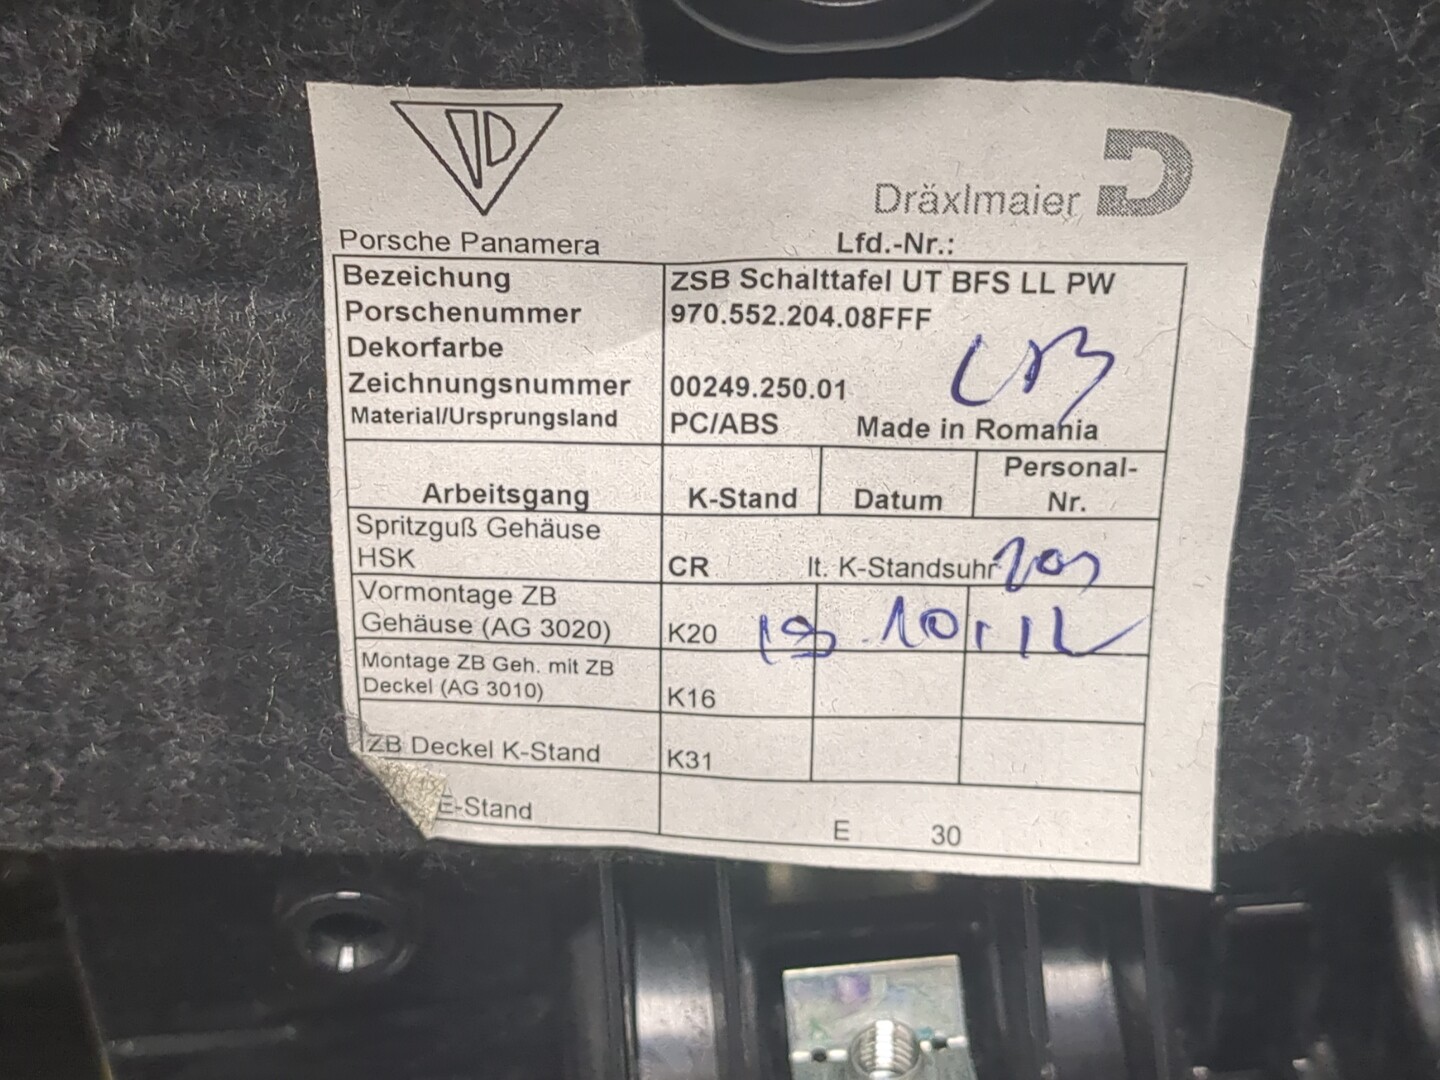 Dräxlmaier
Porsche Panamera Lfd.-Nr.:
Bezeichung ZSB Schalttafel UT BFS LL PW
Porschenummer 970.552.204.08FFF
Dekorfarbe
Zeichnungsnummer 00249.250.01
Material/Ursprungsland PC/ABS Made in Romania
Arbeitsgang K-Stand Datum Personal-
Nr.
Spritzguß Gehäuse
HSK CR lt. K-Standsuhr
Vormontage ZB
Gehäuse (AG 3020) K20 19.10.12
Montage ZB Geh. mit ZB
Deckel (AG 3010) K16
ZB Deckel K-Stand K31
E-Stand E 30